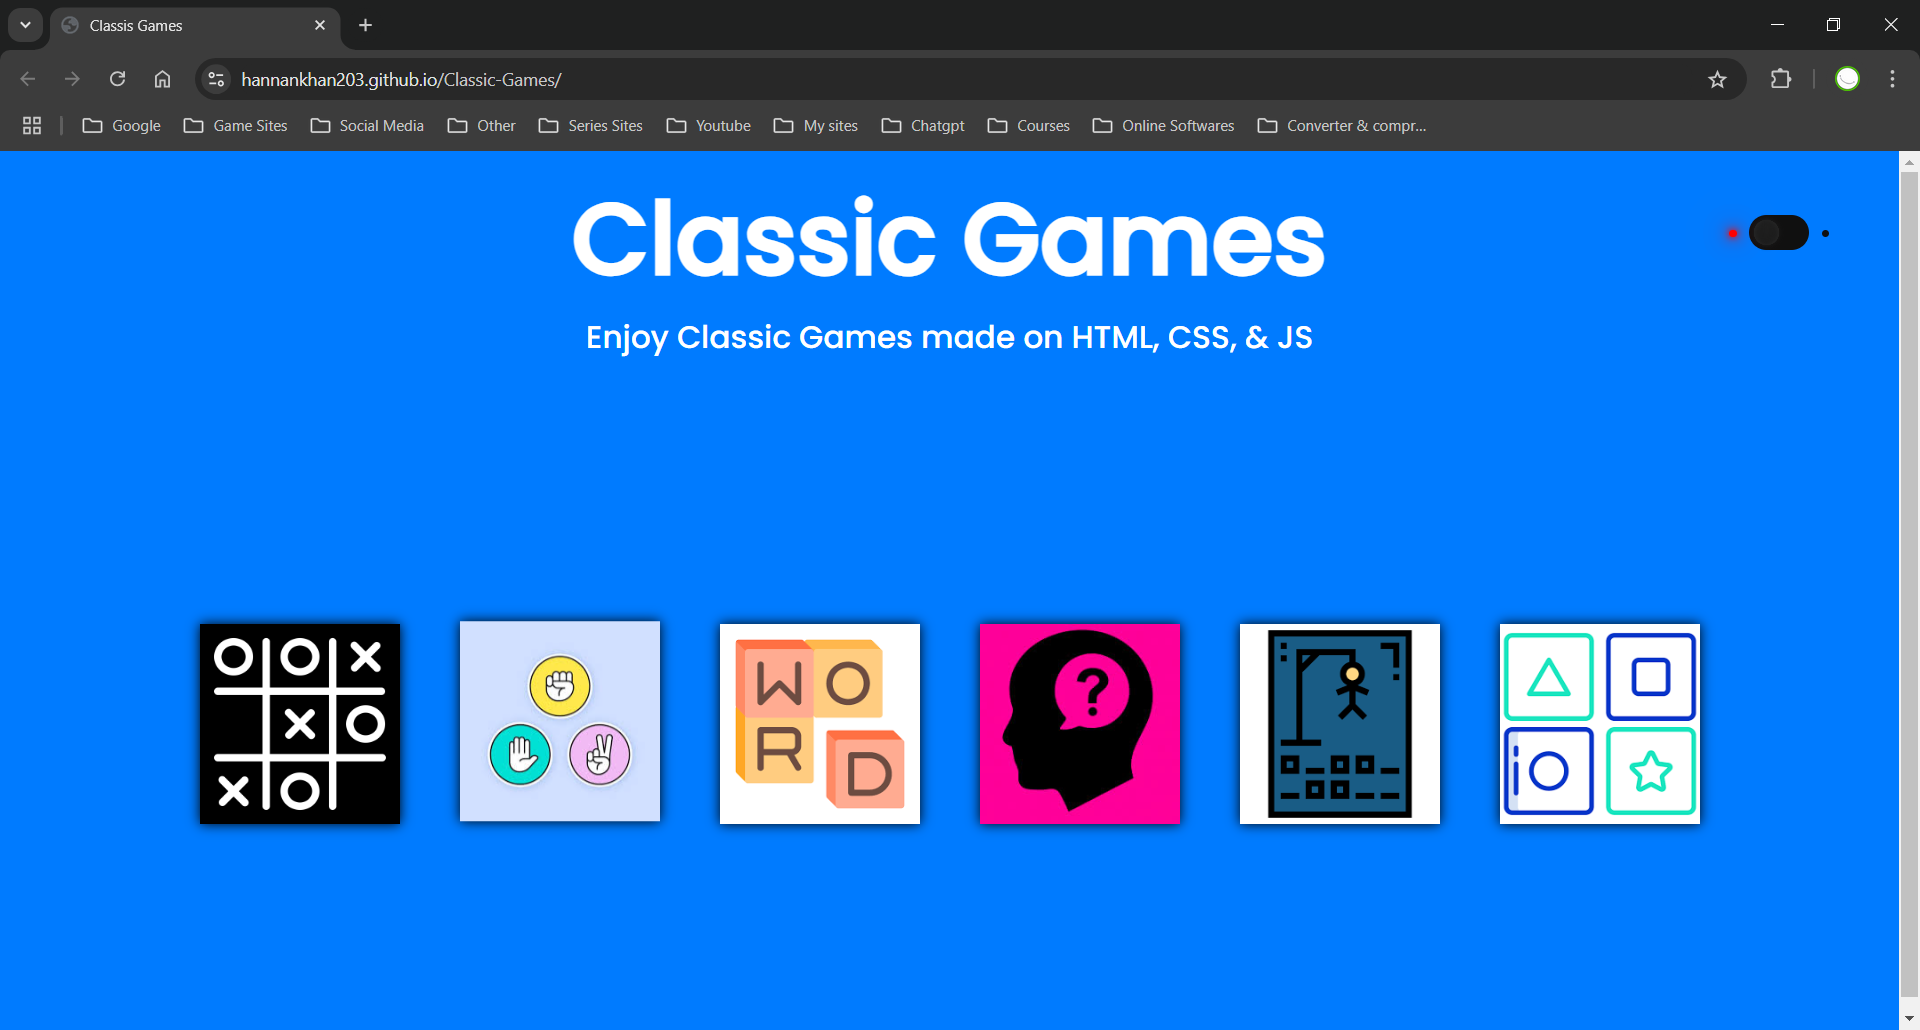 Classis Games
hannankhan203.github.io/Classic-Games/
Google Game Sites Social Media Other Series Sites Youtube My sites Chatgpt Courses Online Softwares Converter & compr...
Classic Games
Enjoy Classic Games made on HTML, CSS, & JS
O O X
X O
X O
W O
R D
?